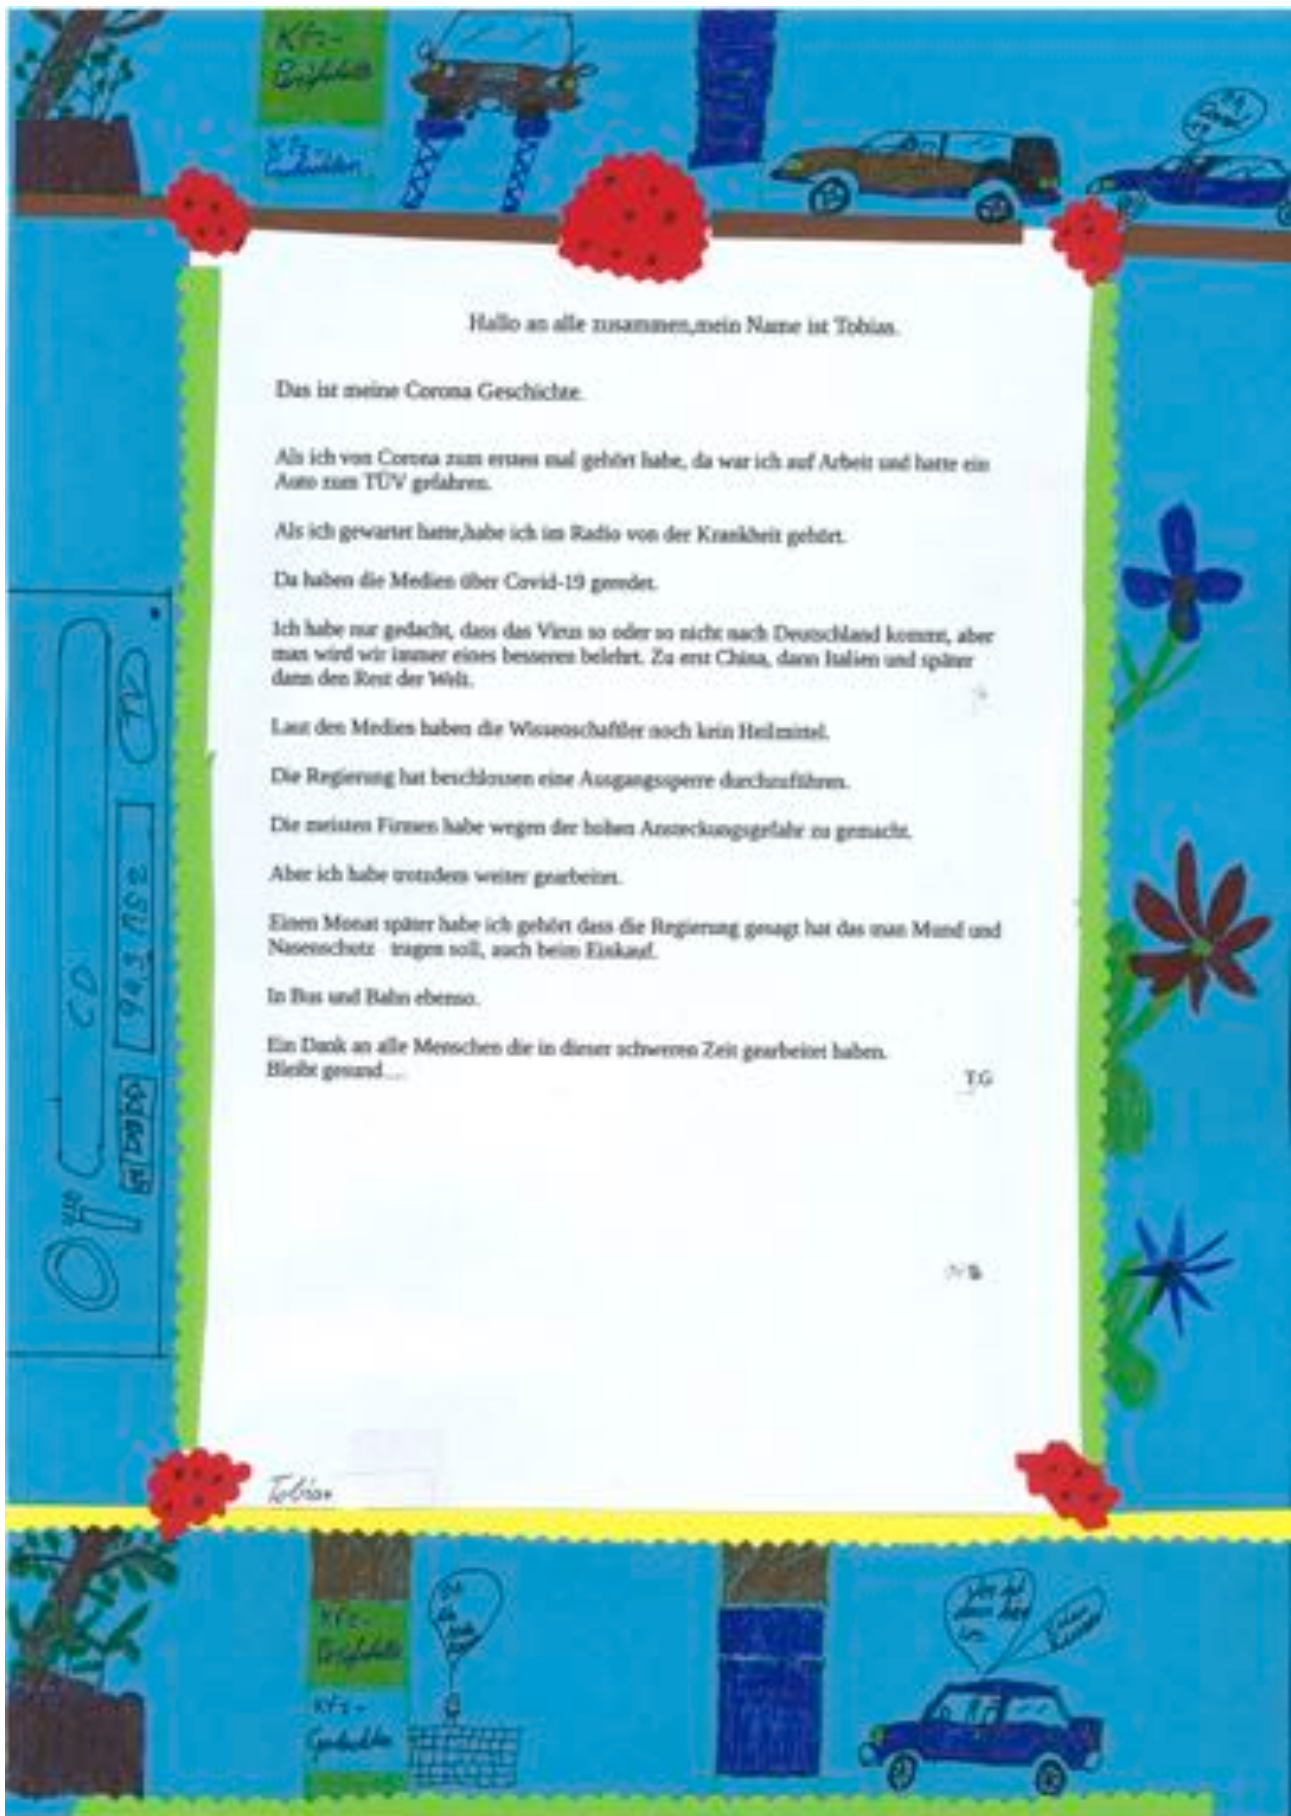 Kfz-
Kfz-
Gutachten
Hallo an alle zusammen,mein Name ist Tobias.
Das ist meine Corona Geschichte.
Als ich von Corona zum ersten mal gehört habe, da war ich auf Arbeit und hatte ein
Auto zum TÜV gefahren.
Als ich gewartet hatte,habe ich im Radio von der Krankheit gehört.
Da haben die Medien über Covid-19 geredet.
Ich habe nur gedacht, dass das Virus so oder so nicht nach Deutschland kommt, aber
man wird wir immer eines besseren belehrt. Zu erst China, dann Italien und später
dann den Rest der Welt.
Laut den Medien haben die Wissenschaftler noch kein Heilmittel.
Die Regierung hat beschlossen eine Ausgangssperre durchzuführen.
Die meisten Firmen habe wegen der hohen Ansteckungsgefahr zu gemacht.
Aber ich habe trotzdem weiter gearbeitet.
Einen Monat später habe ich gehört dass die Regierung gesagt hat das man Mund und
Nasenschutz tragen soll, auch beim Einkauf.
In Bus und Bahn ebenso.
Ein Dank an alle Menschen die in dieser schweren Zeit gearbeitet haben.
Bleibt gesund....
T.G
TV
CD
Tobias
Kfz-
Kfz-